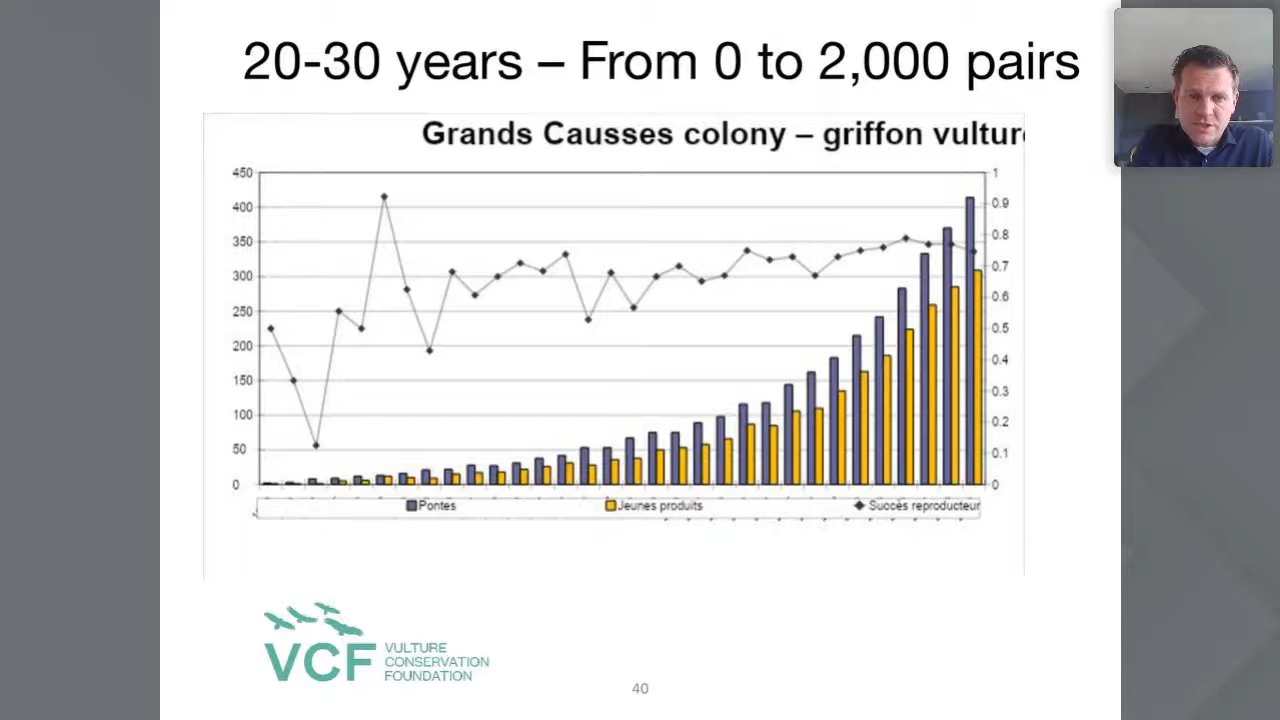 20-30 years – From 0 to 2,000 pairs
Grands Causses colony – griffon vultur
450
400
350
300
250
200
150
100
50
0
1
0.9
0.8
0.7
0.6
0.5
0.4
0.3
0.2
0.1
0
Pontes
Jeunes produits
Succès reproducteur
VCF
VULTURE
CONSERVATION
FOUNDATION
40